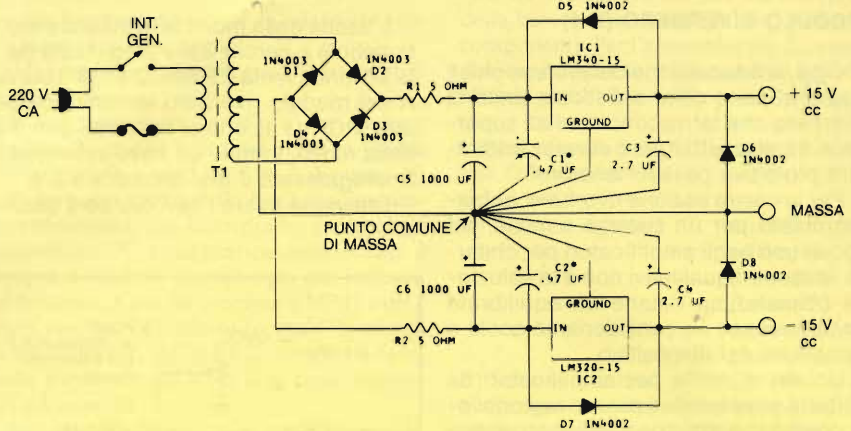 INT.
GEN.
220 V
CA
T1
1N4003
D1
1N4003
D2
D4
1N4003
D3
1N4003
R1 5 OHM
D5 1N4002
IC1
LM340-15
IN OUT
GROUND
+ 15 V
CC
C5 1000 UF
C1*
.47 UF
C3
2.7 UF
D6
1N4002
PUNTO COMUNE
DI MASSA
MASSA
C6 1000 UF
C2*
.47 UF
C4
2.7 UF
D8
1N4002
GROUND
IN OUT
LM320-15
IC2
R2 5 OHM
– 15 V
CC
D7 1N4002